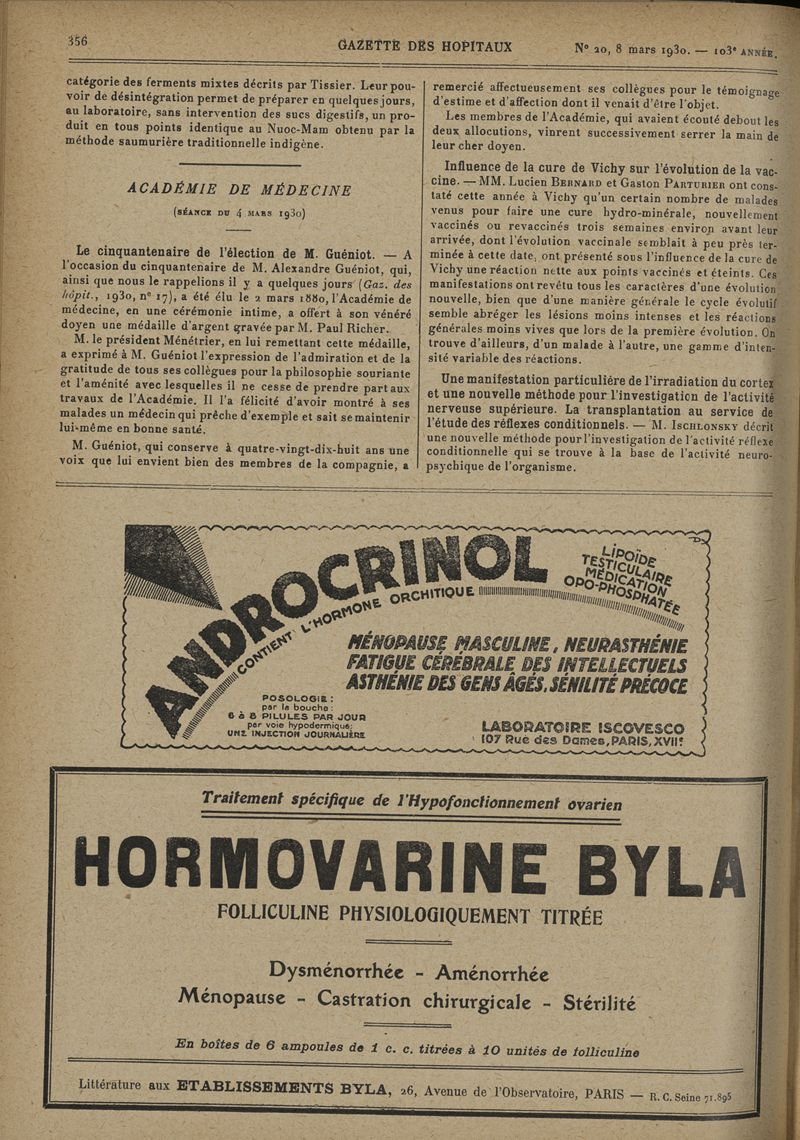 356
GAZETTE DES HOPITAUX
N° 20, 8 mars 1930. — 103e ANNÉE.
catégorie des ferments mixtes décrits par Tissier. Leur pou-
voir de désintégration permet de préparer en quelques jours,
au laboratoire, sans intervention des sucs digestifs, un pro-
duit en tous points identique au Nuoc-Mam obtenu par la
méthode saumurière traditionnelle indigène.
ACADÉMIE DE MÉDECINE
(SÉANCE DU 4 MARS 1930)
Le cinquantenaire de l'élection de M. Guéniot. — A
l'occasion du cinquantenaire de M. Alexandre Guéniot, qui,
ainsi que nous le rappelions il y a quelques jours (Gaz. des
hôpit., 1930, n° 17), a été élu le 2 mars 1880, l'Académie de
médecine, en une cérémonie intime, a offert à son vénéré
doyen une médaille d'argent gravée par M. Paul Richer.
M. le président Ménétrier, en lui remettant cette médaille,
a exprimé à M. Guéniot l'expression de l'admiration et de la
gratitude de tous ses collègues pour la philosophie souriante
et l'aménité avec lesquelles il ne cesse de prendre part aux
travaux de l'Académie. Il l'a félicité d'avoir montré à ses
malades un médecin qui prêche d'exemple et sait se maintenir
lui-même en bonne santé.
M. Guéniot, qui conserve à quatre-vingt-dix-huit ans une
voix que lui envient bien des membres de la compagnie, a
remercié affectueusement ses collègues pour le témoignage
d'estime et d'affection dont il venait d'être l'objet.
Les membres de l'Académie, qui avaient écouté debout les
deux allocutions, vinrent successivement serrer la main de
leur cher doyen.
Influence de la cure de Vichy sur l'évolution de la vac-
cine. — MM. Lucien BERNARD et Gaston PARTURIER ont cons-
taté cette année à Vichy qu'un certain nombre de malades
venus pour faire une cure hydro-minérale, nouvellement
vaccinés ou revaccinés trois semaines environ avant leur
arrivée, dont l'évolution vaccinale semblait à peu près ter-
minée à cette date, ont présenté sous l'influence de la cure de
Vichy une réaction nette aux points vaccinés et éteints. Ces
manifestations ont revêtu tous les caractères d'une évolution
nouvelle, bien que d'une manière générale le cycle évolutif
semble abréger les lésions moins intenses et les réactions
générales moins vives que lors de la première évolution. On
trouve d'ailleurs, d'un malade à l'autre, une gamme d'inten-
sité variable des réactions.
Une manifestation particulière de l'irradiation du cortex
et une nouvelle méthode pour l'investigation de l'activité
nerveuse supérieure. La transplantation au service de
l'étude des réflexes conditionnels. — M. ISCHLONSKY décrit
une nouvelle méthode pour l'investigation de l'activité réflexe
conditionnelle qui se trouve à la base de l'activité neuro-
psychique de l'organisme.
ANDROCRINOL
LIPOÏDE
TESTICULAIRE
MÉDICATION
OPO-PHOSPHATÉE
CONTIENT L'HORMONE ORCHITIQUE
MÉNOPAUSE MASCULINE, NEURASTHÉNIE
FATIGUE CÉRÉBRALE DES INTELLECTUELS
ASTHÉNIE DES GENS ÂGÉS, SÉNILITÉ PRÉCOCE
POSOLOGIE :
par la bouche :
6 à 8 PILULES PAR JOUR
par voie hypodermique:
UNE INJECTION JOURNALIÈRE
LABORATOIRE ISCOVESCO
107 Rue des Dames, PARIS, XVIIe
Traitement spécifique de l'Hypofonctionnement ovarien
HORMOVARINE BYLA
FOLLICULINE PHYSIOLOGIQUEMENT TITRÉE
Dysménorrhée - Aménorrhée
Ménopause - Castration chirurgicale - Stérilité
En boîtes de 6 ampoules de 1 c. c. titrées à 10 unités de folliculine
Littérature aux ETABLISSEMENTS BYLA, 26, Avenue de l'Observatoire, PARIS — R. C. Seine 71.895